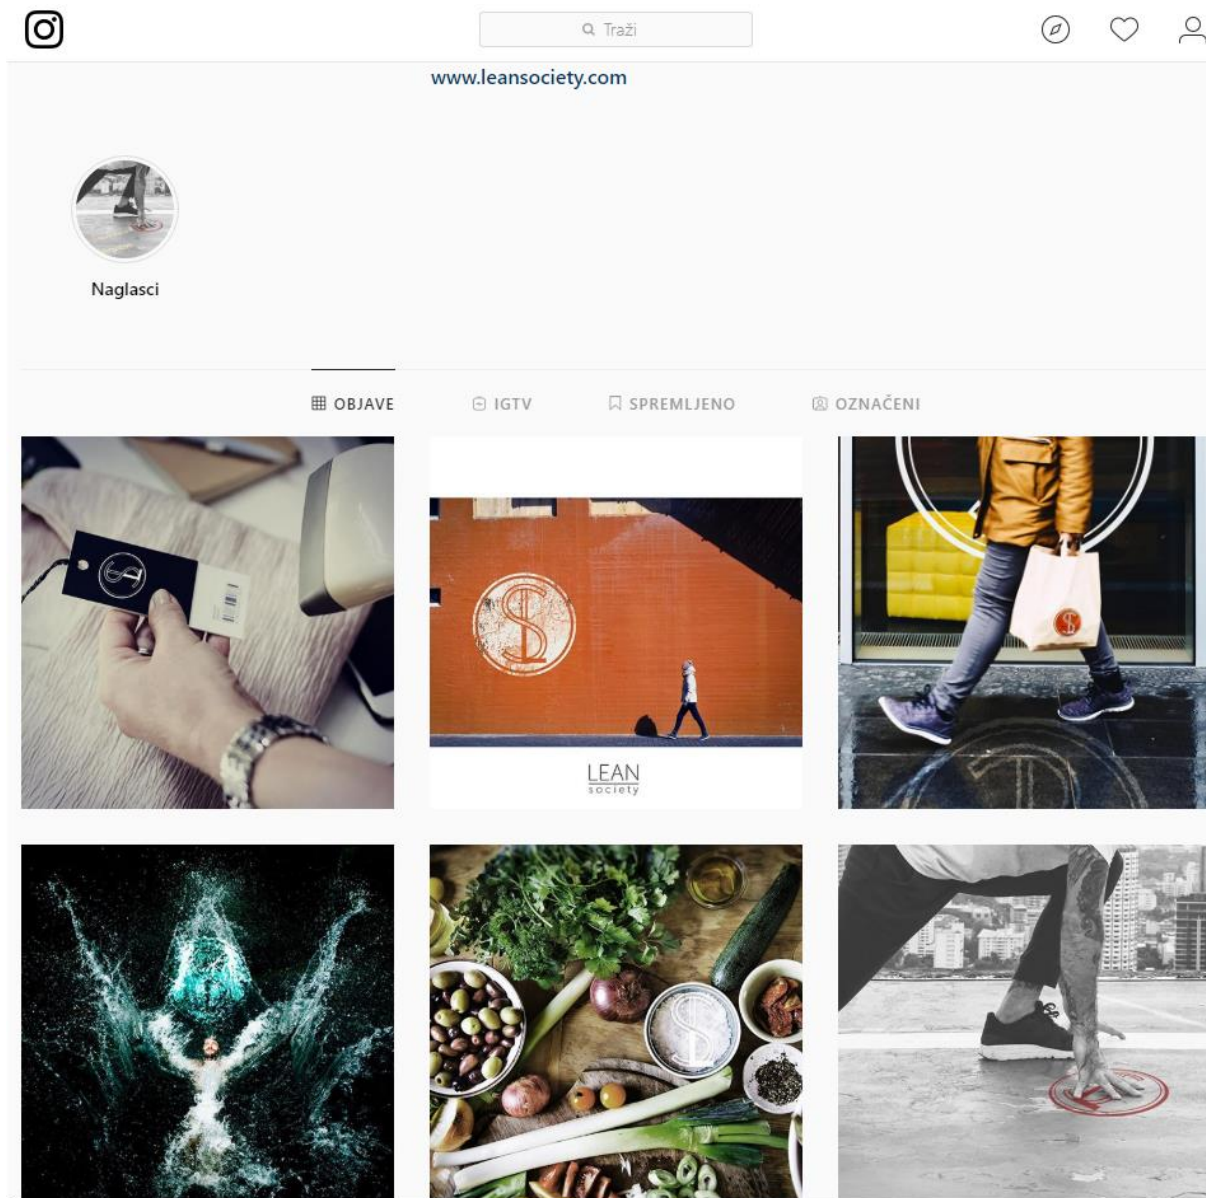 Traži
www.leansociety.com
Naglasci
OBJAVE
IGTV
SPREMLJENO
OZNAČENI
LEAN
society